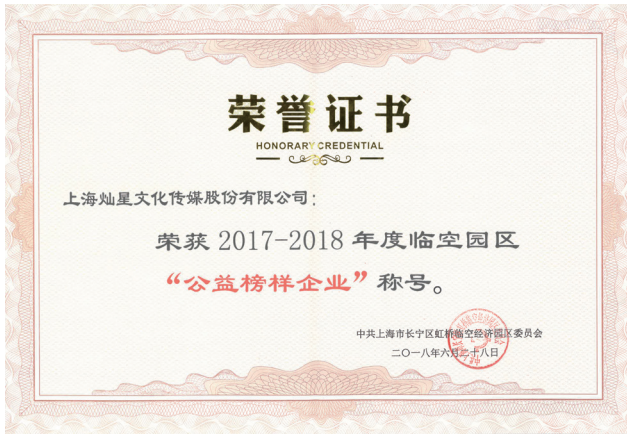 荣誉证书
HONORARY CREDENTIAL
上海灿星文化传媒股份有限公司：
荣获 2017-2018 年度临空园区
“公益榜样企业”称号。
中共上海市长宁区虹桥临空经济园区委员会
二〇一八年六月二十八日